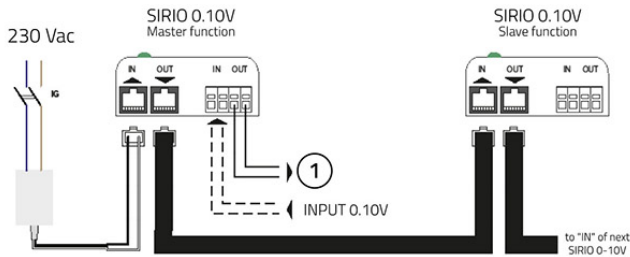 230 Vac
IG
SIRIO 0.10V
Master function
IN OUT IN OUT
1
INPUT 0.10V
SIRIO 0.10V
Slave function
IN OUT IN OUT
to "IN" of next
SIRIO 0-10V